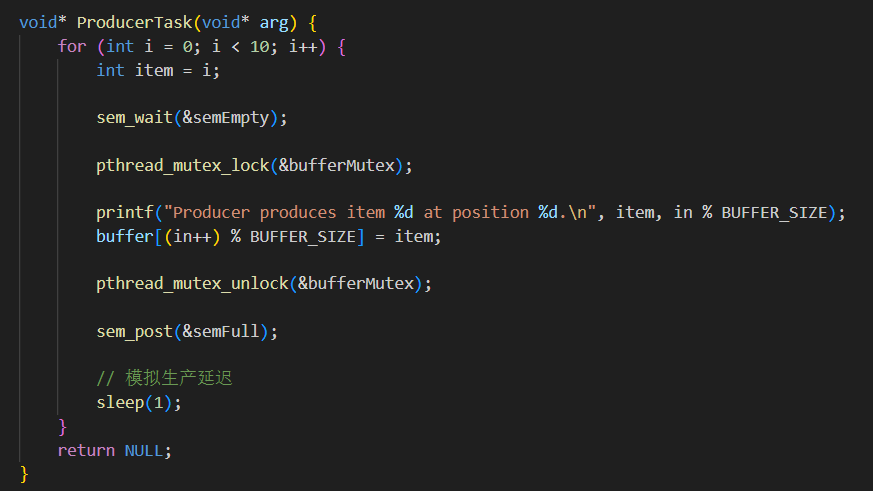 void* ProducerTask(void* arg) {
    for (int i = 0; i < 10; i++) {
        int item = i;

        sem_wait(&semEmpty);

        pthread_mutex_lock(&bufferMutex);

        printf("Producer produces item %d at position %d.\n", item, in % BUFFER_SIZE);
        buffer[(in++) % BUFFER_SIZE] = item;

        pthread_mutex_unlock(&bufferMutex);

        sem_post(&semFull);

        // 模拟生产延迟
        sleep(1);
    }
    return NULL;
}